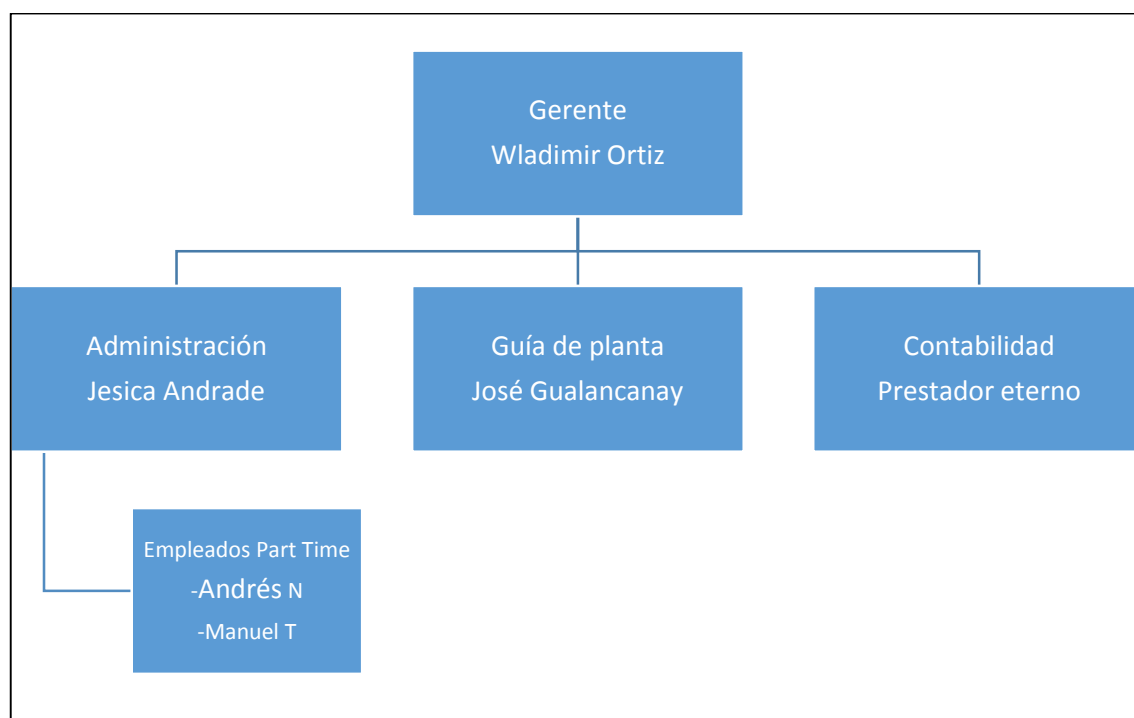 Gerente
Wladimir Ortiz
Administración
Jesica Andrade
Guía de planta
José Gualancanay
Contabilidad
Prestador eterno
Empleados Part Time
-Andrés N
-Manuel T